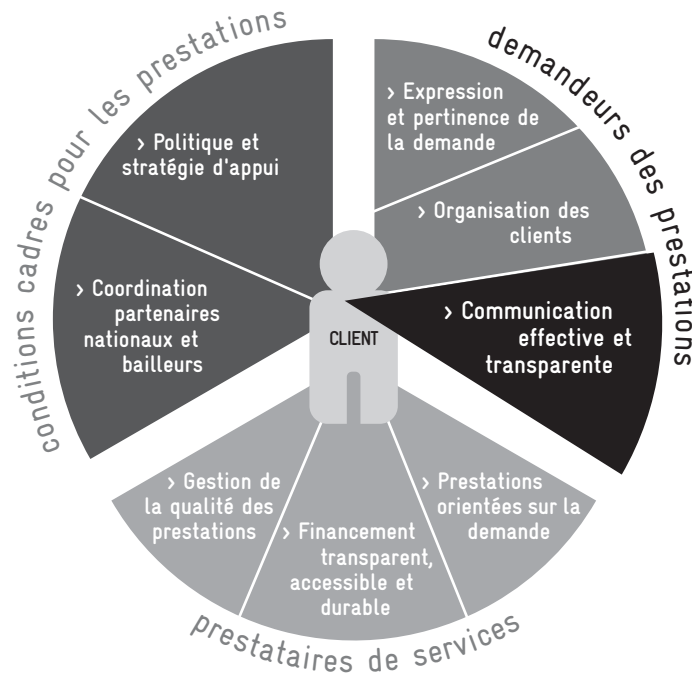 conditions cadres pour les prestations
demandeurs des prestations
> Politique et
stratégie d'appui
> Expression
et pertinence de
la demande
> Organisation des
clients
> Coordination
partenaires
nationaux et
bailleurs
CLIENT
> Communication
effective et
transparente
> Gestion de
la qualité des
prestations
> Financement
transparent,
accessible et
durable
> Prestations
orientées sur la
demande
prestataires de services